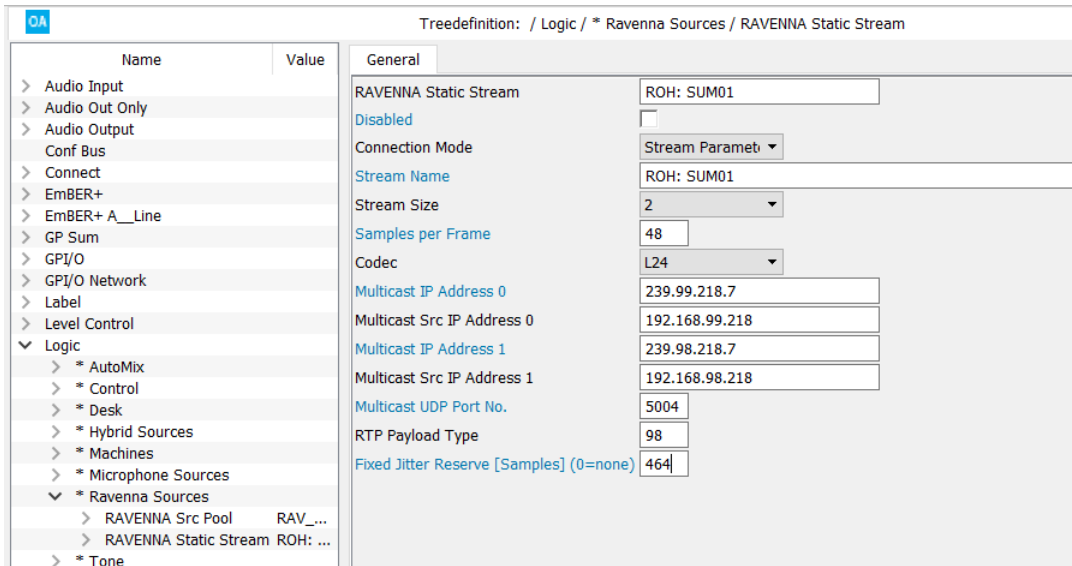 OA
Treedefinition: / Logic / * Ravenna Sources / RAVENNA Static Stream
Name Value
Audio Input
Audio Out Only
Audio Output
Conf Bus
Connect
EmBER+
EmBER+ A__Line
GP Sum
GPI/O
GPI/O Network
Label
Level Control
Logic
* AutoMix
* Control
* Desk
* Hybrid Sources
* Machines
* Microphone Sources
* Ravenna Sources
RAVENNA Src Pool RAV_...
RAVENNA Static Stream ROH: ...
* Tone
General
RAVENNA Static Stream ROH: SUM01
Disabled
Connection Mode Stream Paramete
Stream Name ROH: SUM01
Stream Size 2
Samples per Frame 48
Codec L24
Multicast IP Address 0 239.99.218.7
Multicast Src IP Address 0 192.168.99.218
Multicast IP Address 1 239.98.218.7
Multicast Src IP Address 1 192.168.98.218
Multicast UDP Port No. 5004
RTP Payload Type 98
Fixed Jitter Reserve [Samples] (0=none) 464